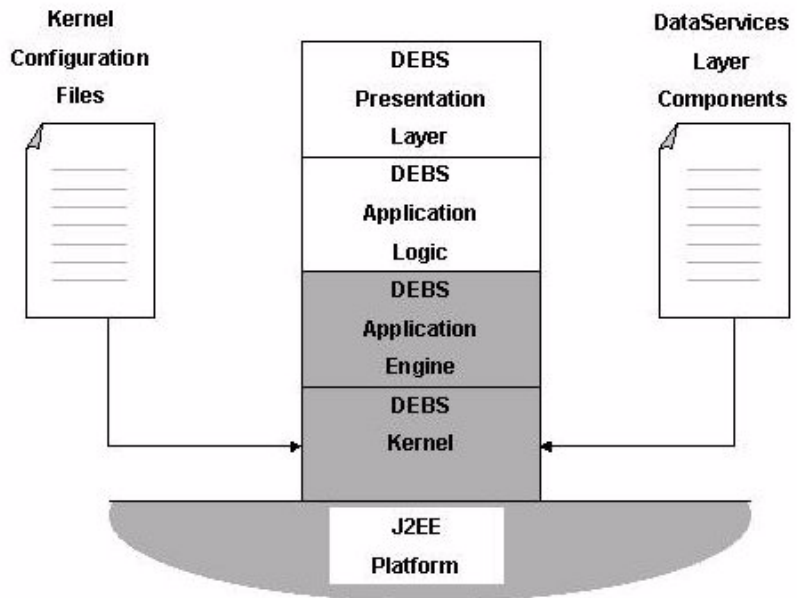 Kernel
Configuration
Files
DEBS
Presentation
Layer
DEBS
Application
Logic
DEBS
Application
Engine
DEBS
Kernel
DataServices
Layer
Components
J2EE
Platform